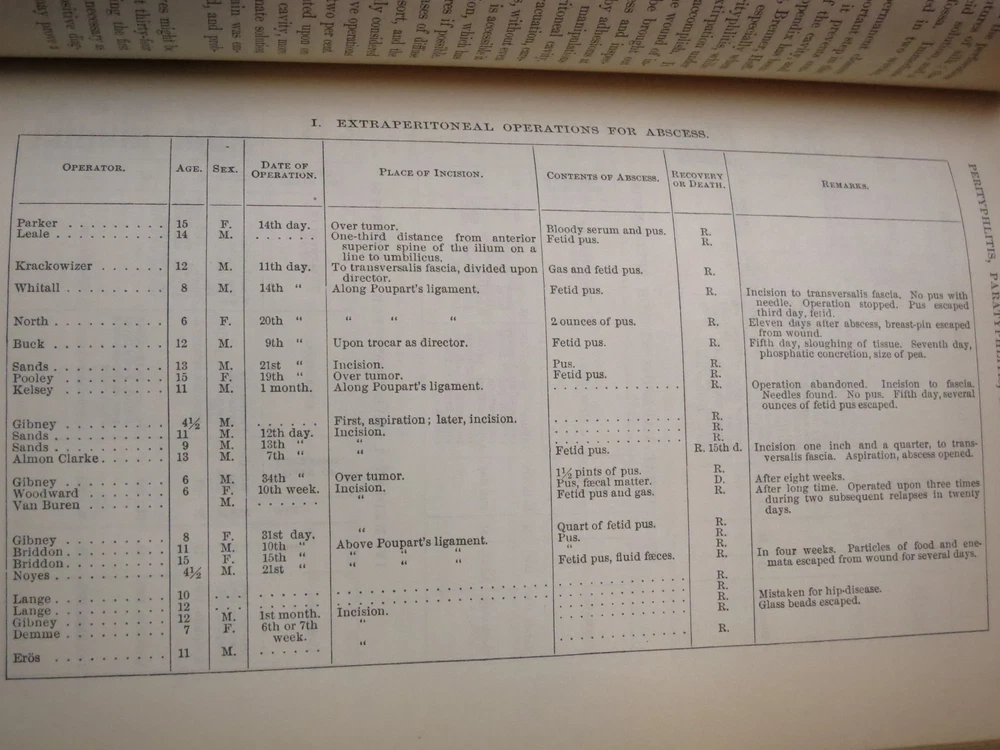 I. EXTRAPERITONEAL OPERATIONS FOR ABSCESS.
OPERATOR. AGE. SEX. DATE OF OPERATION. PLACE OF INCISION. CONTENTS OF ABSCESS. RECOVERY OR DEATH. REMARKS.
Parker 15 F. 14th day. Over tumor. Bloody serum and pus. R.
Leale 14 M. One-third distance from anterior Fetid pus. R.
superior spine of the ilium on a
line to umbilicus.
Krackowizer 12 M. 11th day. To transversalis fascia, divided upon Gas and fetid pus. R.
director.
Whitall 8 M. 14th " Along Poupart's ligament. Fetid pus. R. Incision to transversalis fascia. No pus with
needle. Operation stopped. Pus escaped
third day, fetid.
North 6 F. 20th " " " " 2 ounces of pus. R. Eleven days after abscess, breast-pin escaped
from wound.
Buck 12 M. 9th " Upon trocar as director. Fetid pus. R. Fifth day, sloughing of tissue. Seventh day,
phosphatic concretion, size of pea.
Sands 13 M. 21st " Incision. Pus. R.
Pooley 15 F. 19th " Over tumor. Fetid pus. R.
Kelsey 11 M. 1 month. Along Poupart's ligament. R. Operation abandoned. Incision to fascia.
Needles found. No pus. Fifth day, several
ounces of fetid pus escaped.
Gibney 4½ M. First, aspiration; later, incision. R.
Sands 11 M. 12th day. Incision. R.
Sands 9 M. 13th " " R.
Almon Clarke 13 M. 7th " Fetid pus. R. 15th d. Incision one inch and a quarter, to trans-
versalis fascia. Aspiration, abscess opened.
Gibney 6 M. 34th " Over tumor. 1½ pints of pus. R.
Woodward 6 F. 10th week. Incision. Pus, fæcal matter. D. After eight weeks.
Van Buren M. " Fetid pus and gas. R. After long time. Operated upon three times
during two subsequent relapses in twenty
days.
Gibney 8 F. 31st day. " Quart of fetid pus. R.
Briddon 11 M. 10th " Above Poupart's ligament. Pus. R.
Briddon 15 F. 15th " " " " " R.
Noyes 4½ M. 21st " " " " Fetid pus, fluid fæces. R. In four weeks. Particles of food and ene-
mata escaped from wound for several days.
Lange 10
Lange 12 R.
Gibney 12 M. 1st month. Incision. R. Mistaken for hip-disease.
Demme 7 F. 6th or 7th " R. Glass beads escaped.
week.
Erös 11 M. " R.
PERITYPHLITIS,